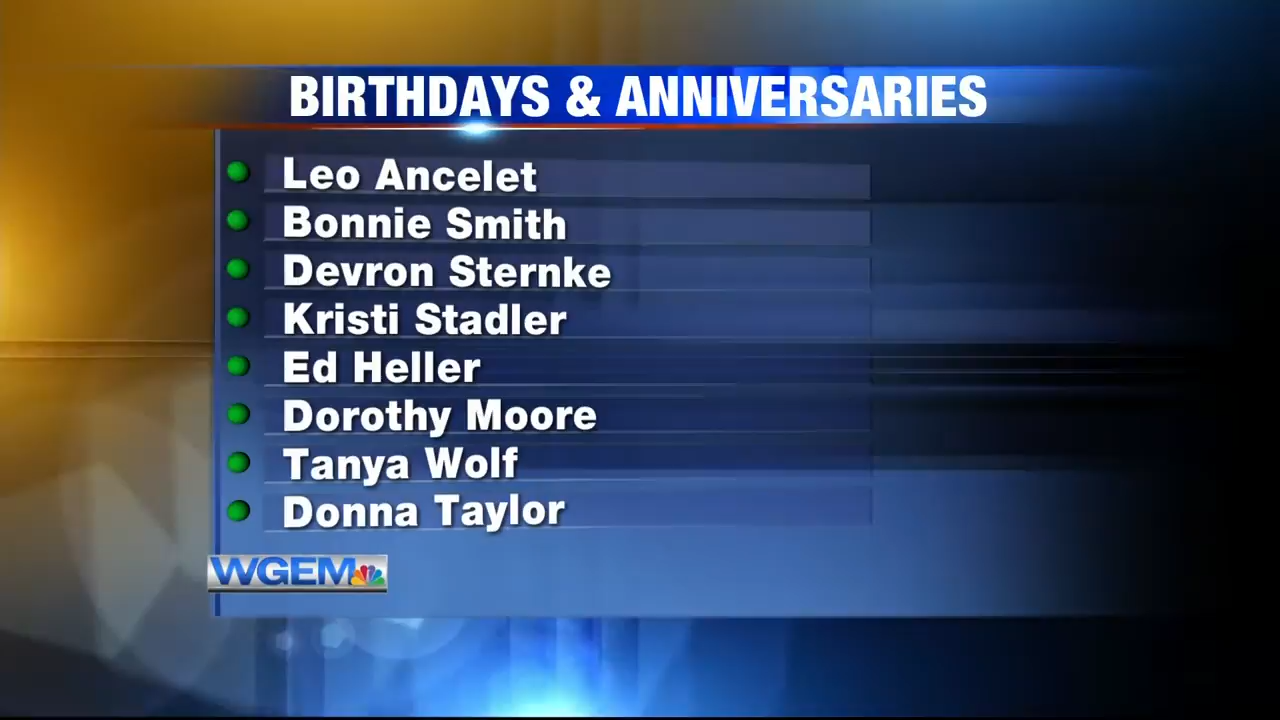 BIRTHDAYS & ANNIVERSARIES
Leo Ancelet
Bonnie Smith
Devron Sternke
Kristi Stadler
Ed Heller
Dorothy Moore
Tanya Wolf
Donna Taylor
WGEM